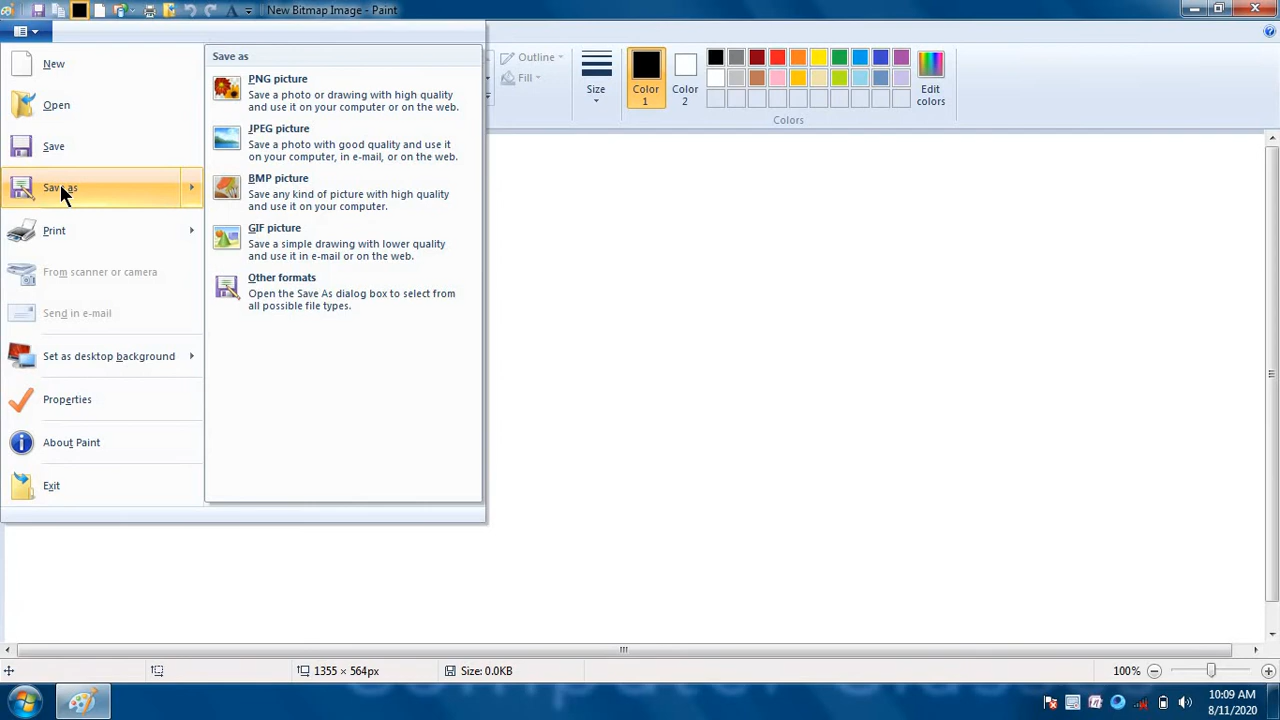 New Bitmap Image - Paint
New
Open
Save
Save as
Print
From scanner or camera
Send in e-mail
Set as desktop background
Properties
About Paint
Exit
Save as
PNG picture
Save a photo or drawing with high quality
and use it on your computer or on the web.
JPEG picture
Save a photo with good quality and use it
on your computer, in e-mail, or on the web.
BMP picture
Save any kind of picture with high quality
and use it on your computer.
GIF picture
Save a simple drawing with lower quality
and use it in e-mail or on the web.
Other formats
Open the Save As dialog box to select from
all possible file types.
Outline
Fill
Size
Color
1
Color
2
Edit
colors
Colors
1355 × 564px
Size: 0.0KB
100%
10:09 AM
8/11/2020